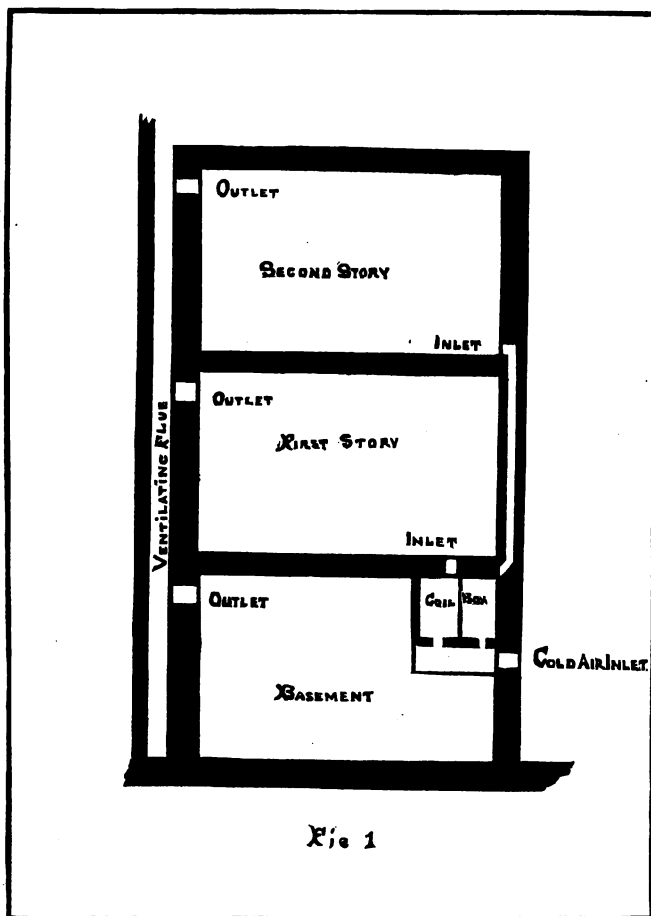 OUTLET
SECOND STORY
INLET
OUTLET
FIRST STORY
VENTILATING FLUE
INLET
COIL BOX
OUTLET
COLD AIR INLET.
BASEMENT
Fig 1